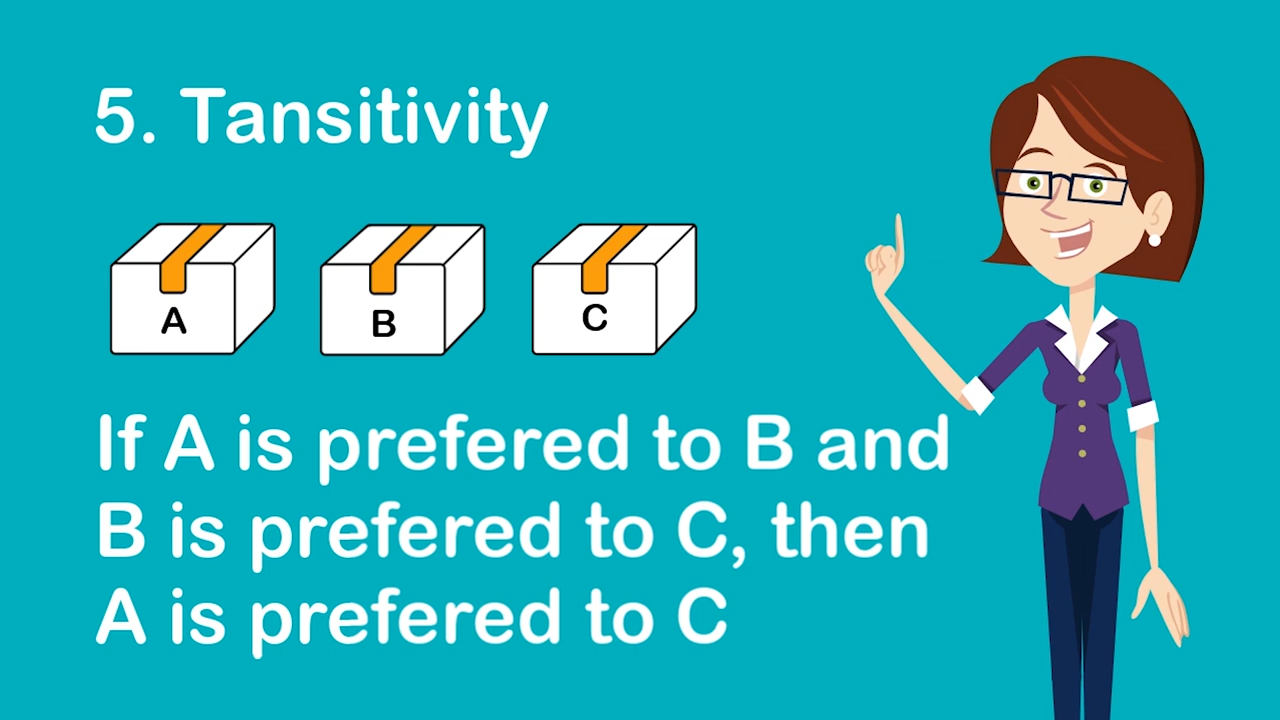 5. Tansitivity
A B C
If A is prefered to B and
B is prefered to C, then
A is prefered to C